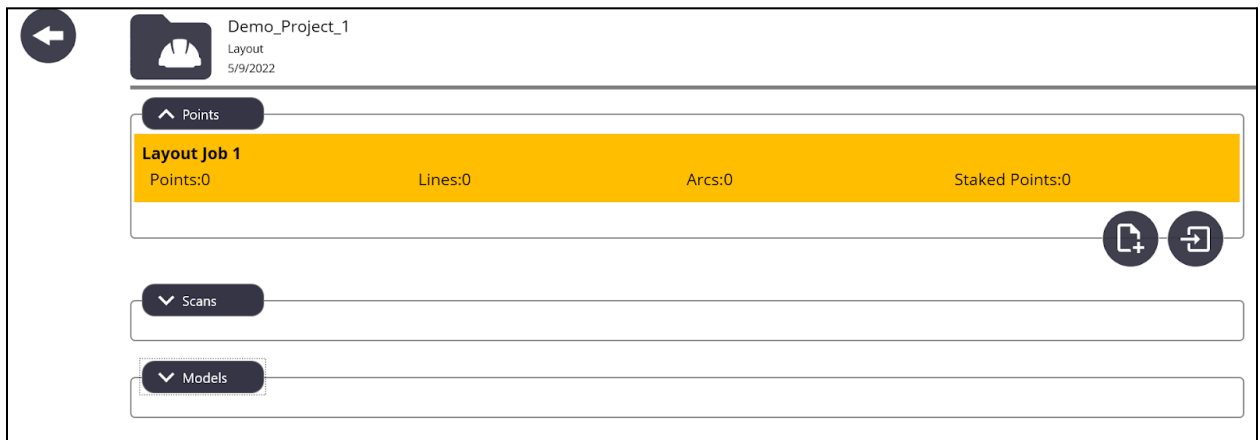 Demo_Project_1
Layout
5/9/2022
Points
Layout Job 1
Points:0 Lines:0 Arcs:0 Staked Points:0
Scans
Models